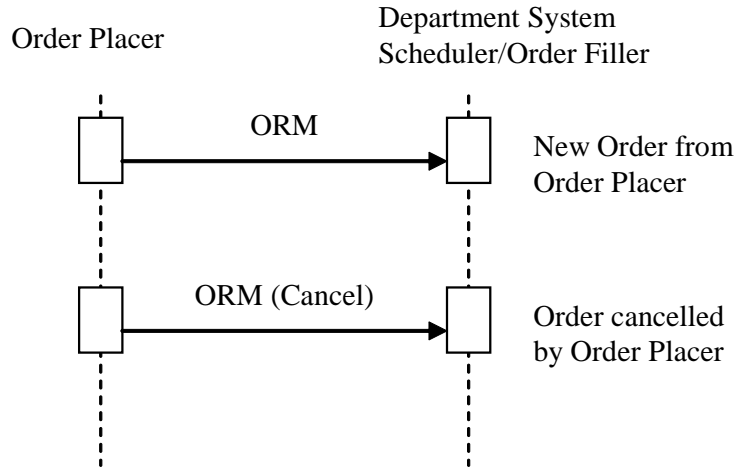 Order Placer
Department System
Scheduler/Order Filler
ORM
New Order from
Order Placer
ORM (Cancel)
Order cancelled
by Order Placer